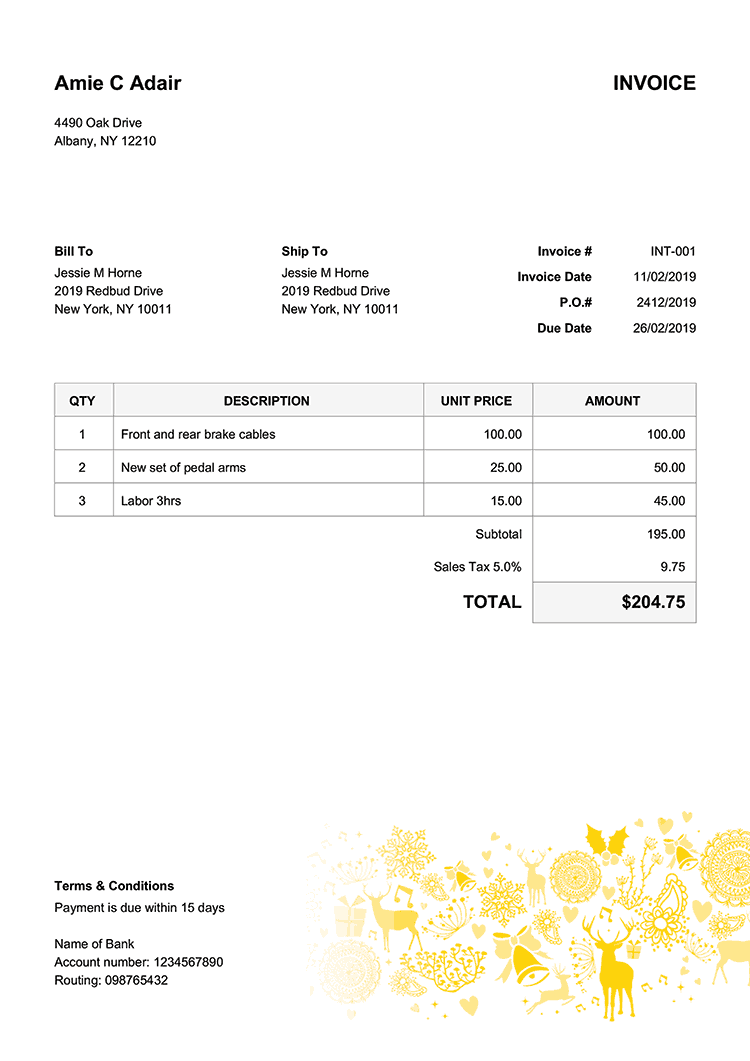 Amie C Adair
INVOICE
4490 Oak Drive
Albany, NY 12210
Bill To
Jessie M Horne
2019 Redbud Drive
New York, NY 10011
Ship To
Jessie M Horne
2019 Redbud Drive
New York, NY 10011
Invoice # INT-001
Invoice Date 11/02/2019
P.O.# 2412/2019
Due Date 26/02/2019
QTY DESCRIPTION UNIT PRICE AMOUNT
1 Front and rear brake cables 100.00 100.00
2 New set of pedal arms 25.00 50.00
3 Labor 3hrs 15.00 45.00
Subtotal 195.00
Sales Tax 5.0% 9.75
TOTAL $204.75
Terms & Conditions
Payment is due within 15 days
Name of Bank
Account number: 1234567890
Routing: 098765432